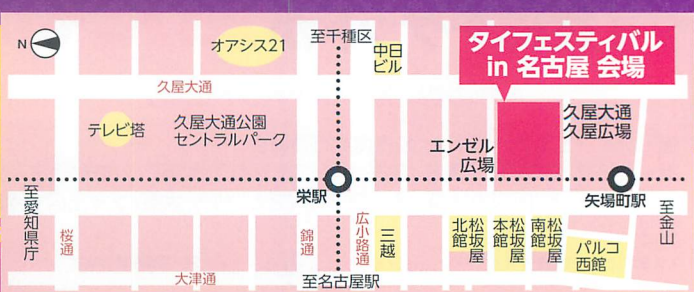 N
オアシス21
至千種区
中日
ビル
タイフェスティバル
in 名古屋 会場
久屋大通
テレビ塔
久屋大通公園
セントラルパーク
エンゼル
広場
久屋大通
久屋広場
栄駅
矢場町駅
至愛知県庁
桜通
錦通
広小路通
三越
松坂屋
北館
松坂屋
本館
松坂屋
南館
パルコ
西館
至金山
大津通
至名古屋駅